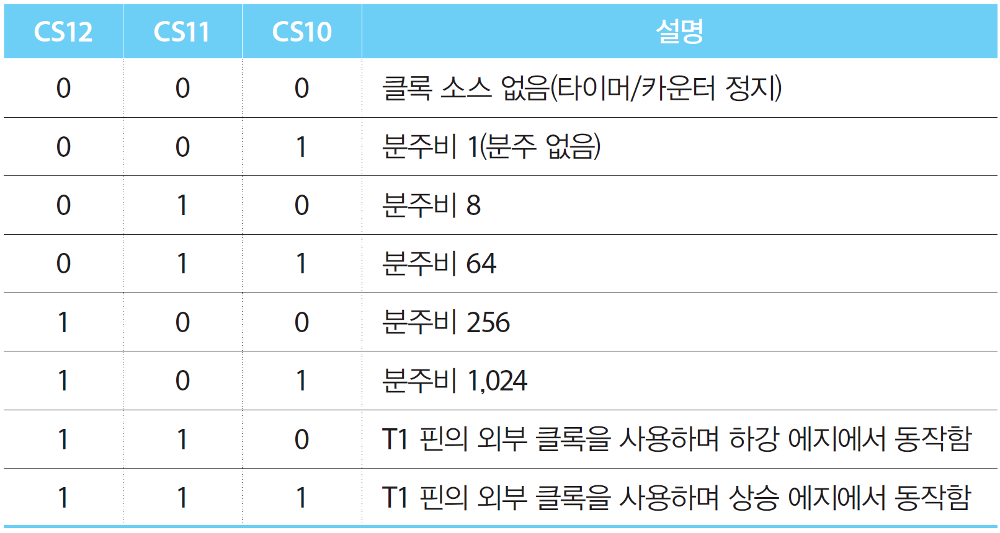 CS12 CS11 CS10 설명
0 0 0 클록 소스 없음(타이머/카운터 정지)
0 0 1 분주비 1(분주 없음)
0 1 0 분주비 8
0 1 1 분주비 64
1 0 0 분주비 256
1 0 1 분주비 1,024
1 1 0 T1 핀의 외부 클록을 사용하며 하강 에지에서 동작함
1 1 1 T1 핀의 외부 클록을 사용하며 상승 에지에서 동작함